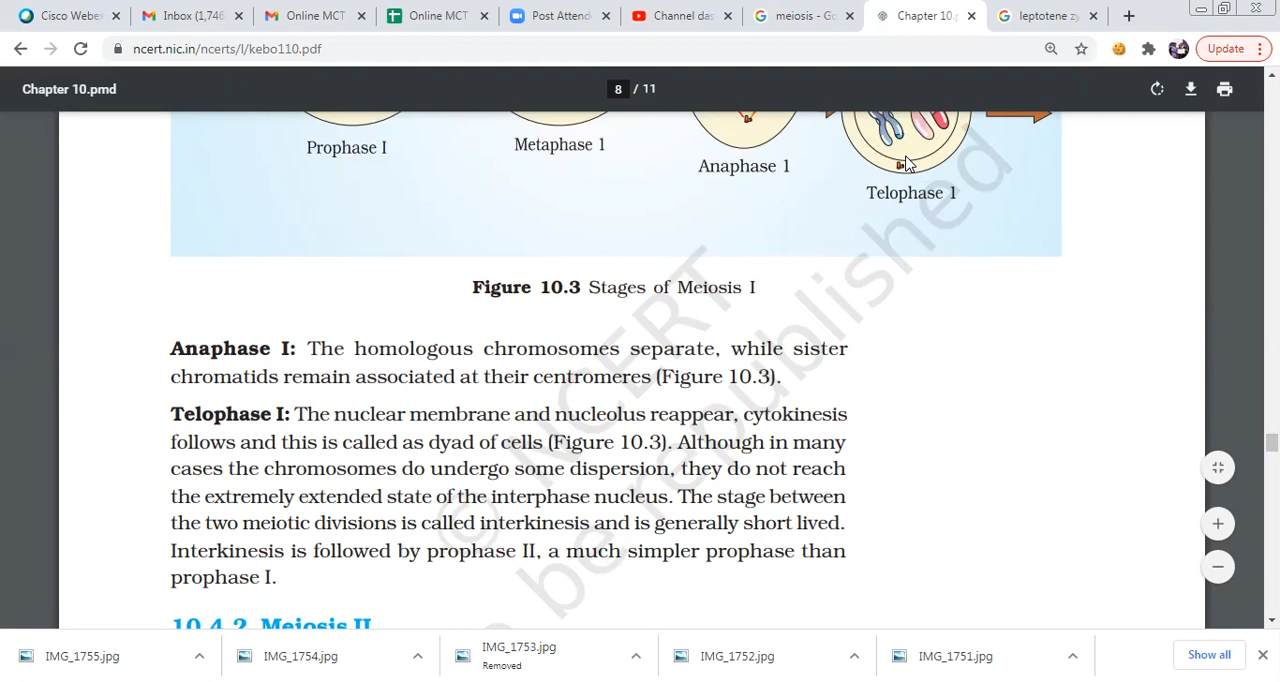 Cisco Webex
Inbox (1,746
Online MCT
Online MCT
Post Attend
YouTube
Channel das
meiosis - Go
Chapter 10.p
leptotene zy
ncert.nic.in/ncerts/l/kebo110.pdf
Update
Chapter 10.pmd
8 / 11
Prophase I
Metaphase 1
Anaphase 1
Telophase 1
Figure 10.3 Stages of Meiosis I
Anaphase I: The homologous chromosomes separate, while sister
chromatids remain associated at their centromeres (Figure 10.3).
Telophase I: The nuclear membrane and nucleolus reappear, cytokinesis
follows and this is called as dyad of cells (Figure 10.3). Although in many
cases the chromosomes do undergo some dispersion, they do not reach
the extremely extended state of the interphase nucleus. The stage between
the two meiotic divisions is called interkinesis and is generally short lived.
Interkinesis is followed by prophase II, a much simpler prophase than
prophase I.
© NCERT
be republished
10.4.2 Meiosis II
IMG_1755.jpg
IMG_1754.jpg
IMG_1753.jpg
Removed
IMG_1752.jpg
IMG_1751.jpg
Show all